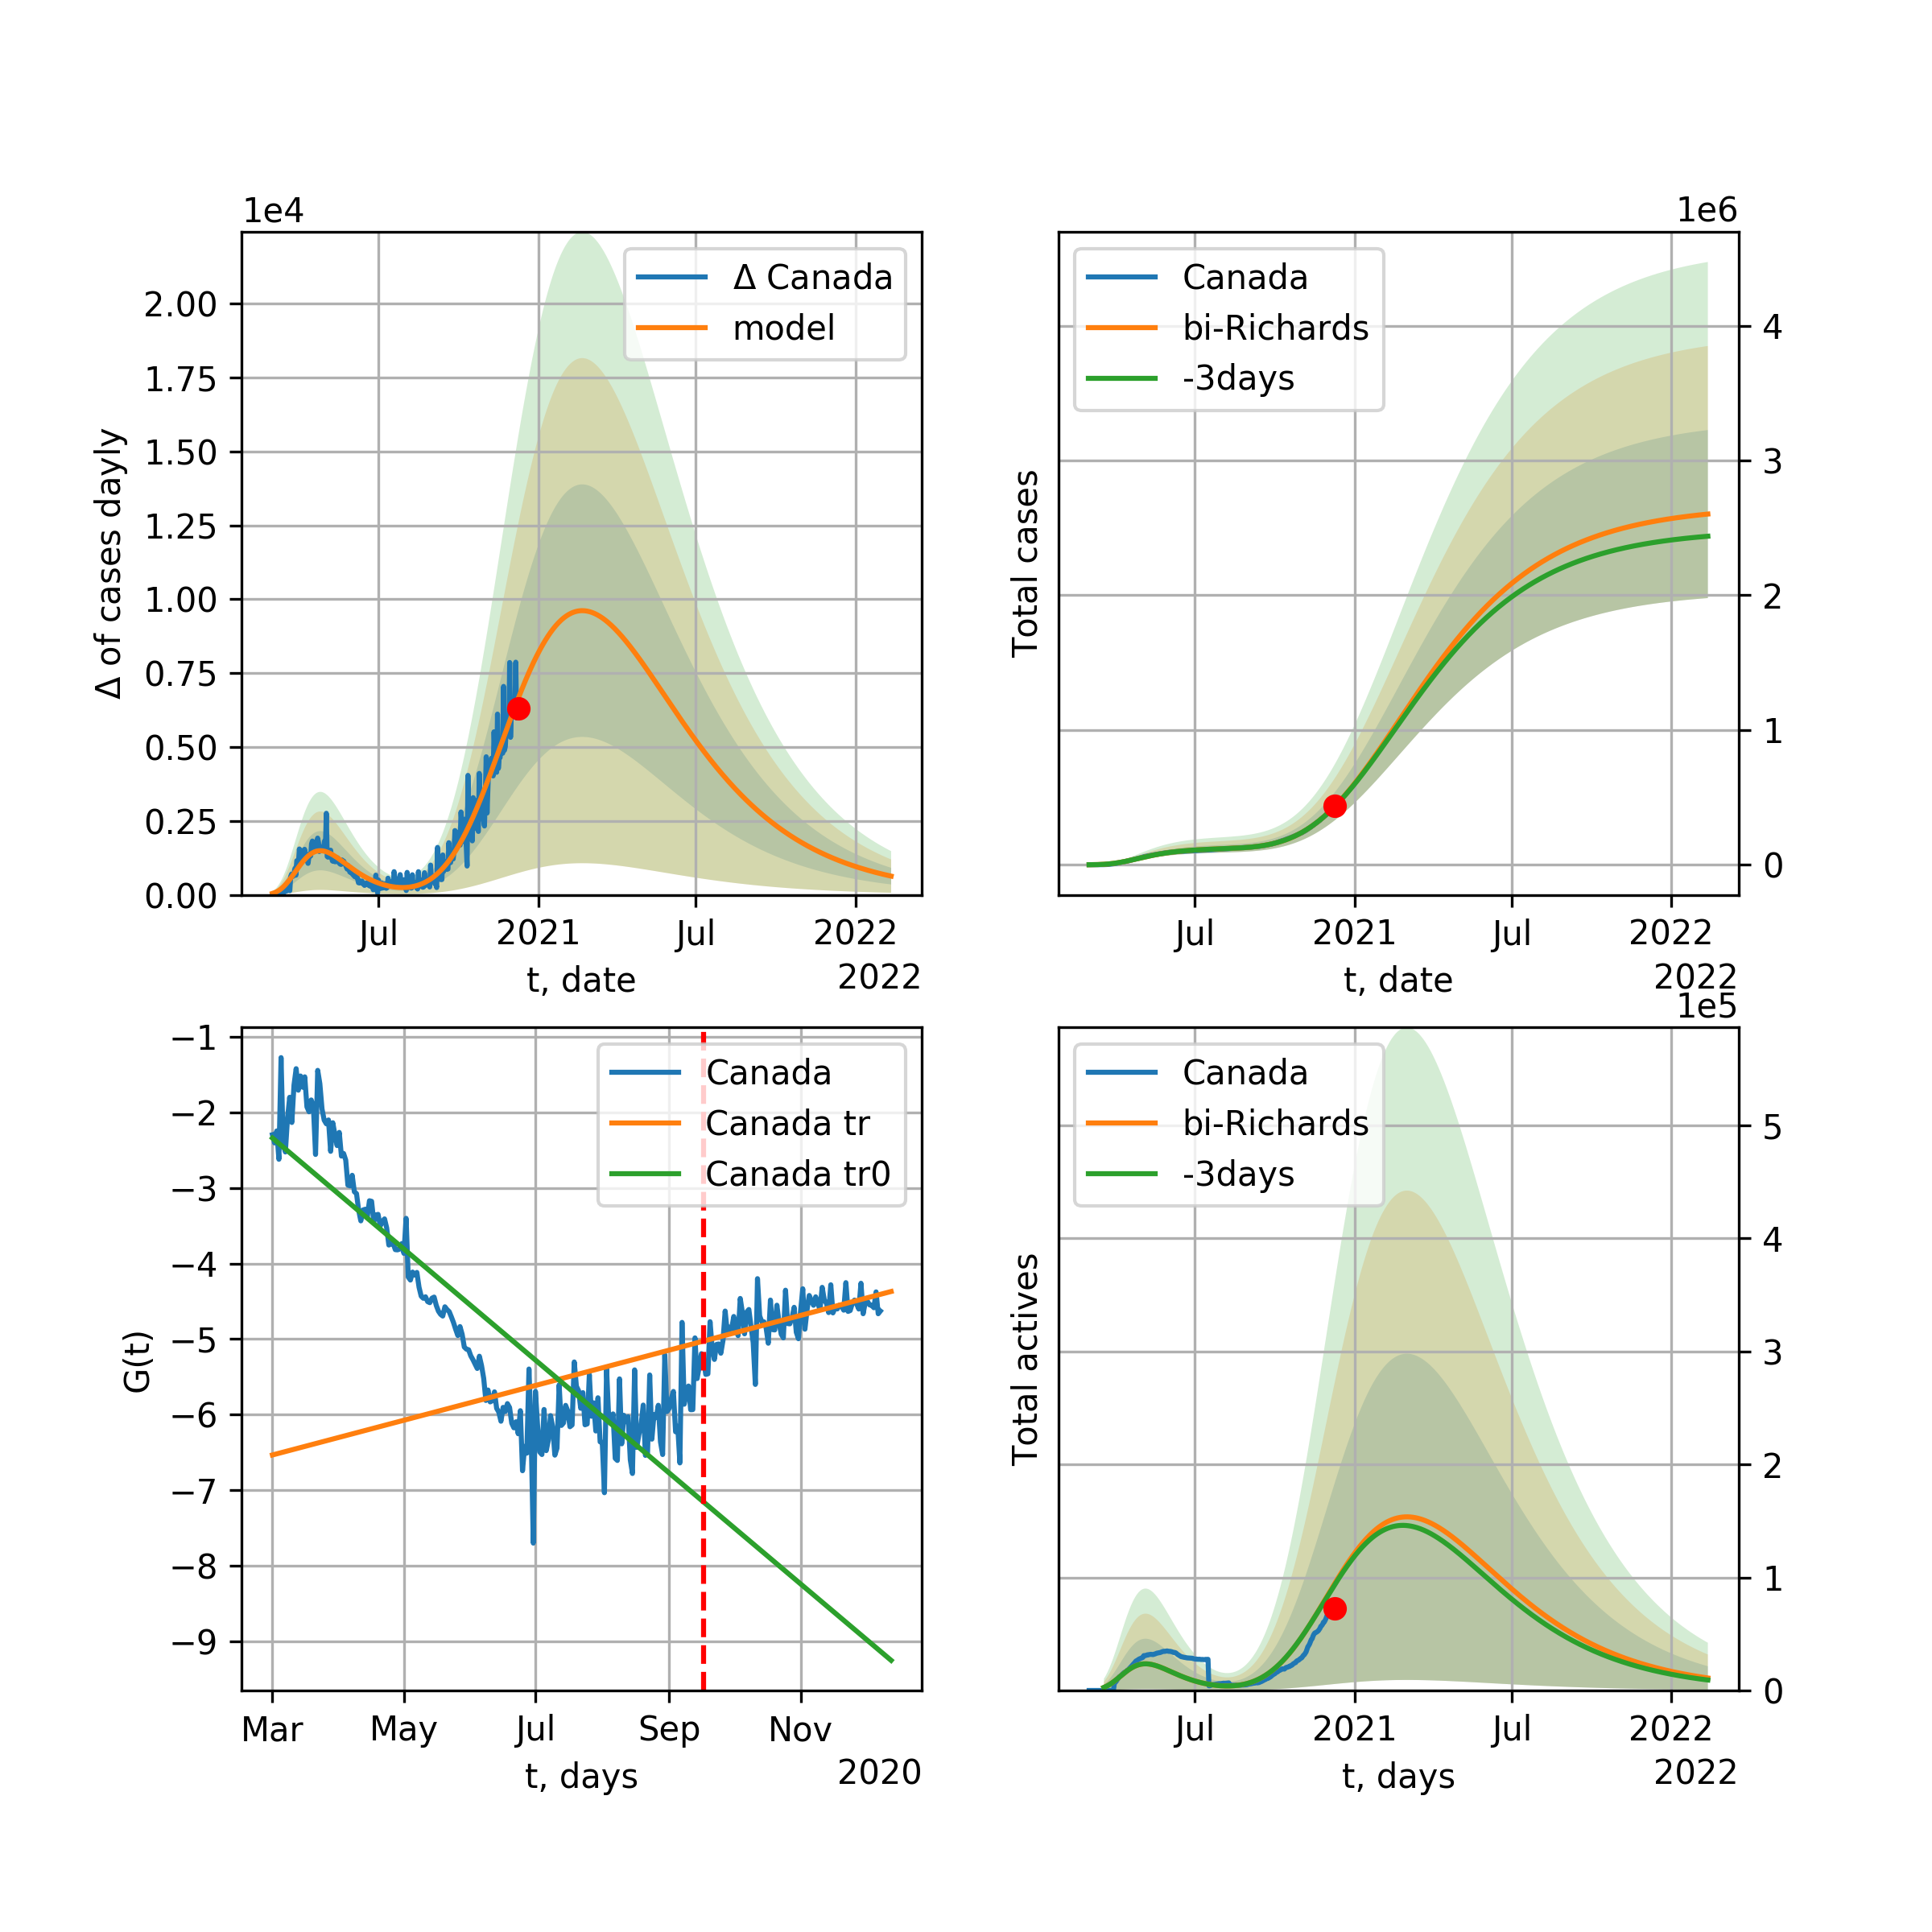 1e4
Δ Canada
model
2.00
1.75
1.50
1.25
1.00
0.75
0.50
0.25
0.00
Δ of cases dayly
Jul
2021
Jul
2022
t, date
2022
1e6
Canada
bi-Richards
-3days
4
3
2
1
0
Total cases
Jul
2021
Jul
2022
t, date
2022
Canada
Canada tr
Canada tr0
−1
−2
−3
−4
−5
−6
−7
−8
−9
G(t)
Mar
May
Jul
Sep
Nov
t, days
2020
1e5
Canada
bi-Richards
-3days
5
4
3
2
1
0
Total actives
Jul
2021
Jul
2022
t, days
2022